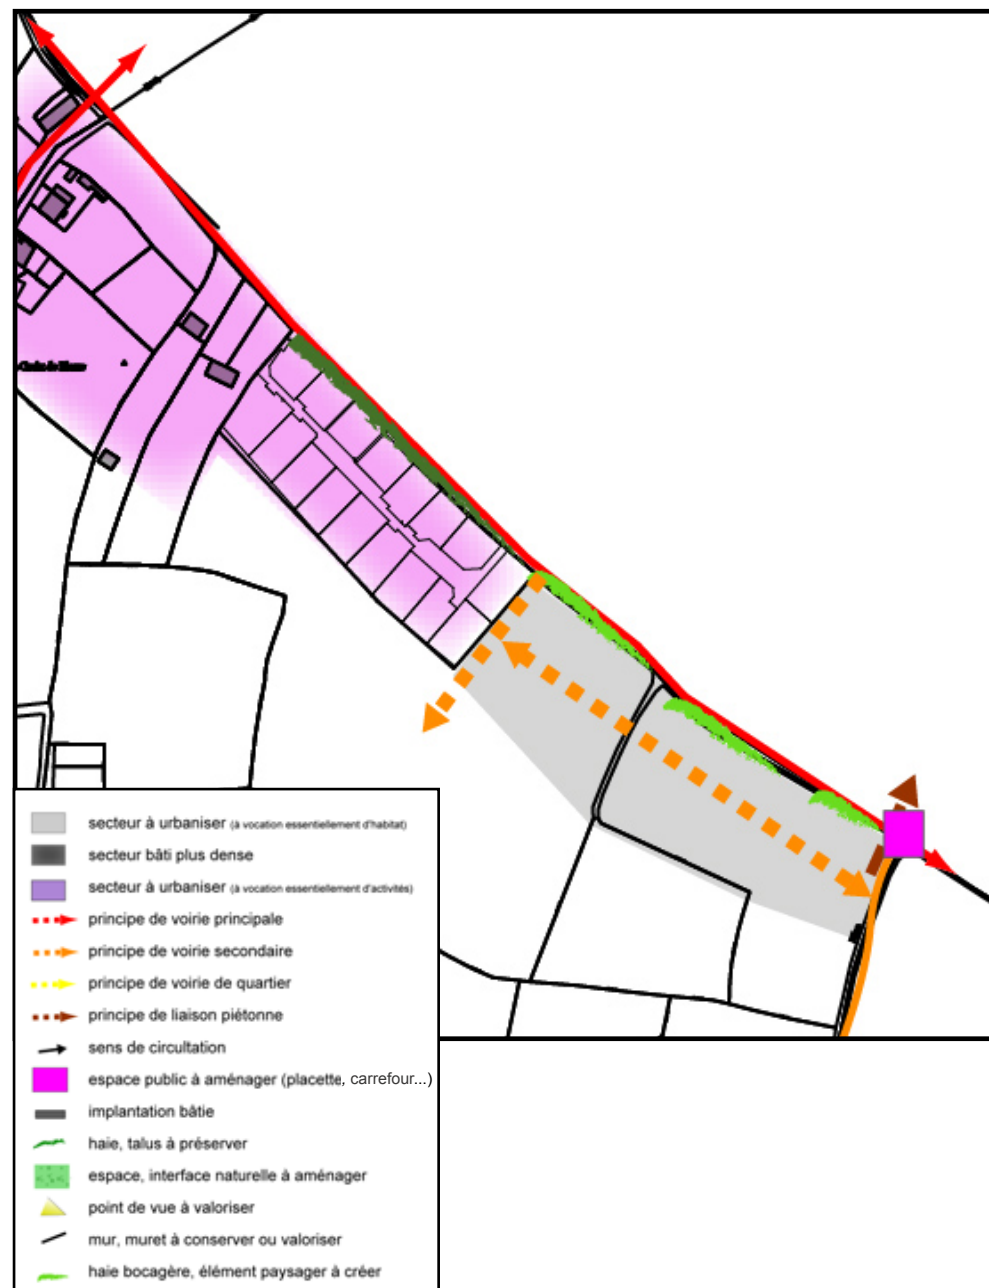 secteur à urbaniser (à vocation essentiellement d'habitat)
secteur bâti plus dense
secteur à urbaniser (à vocation essentiellement d'activités)
principe de voirie principale
principe de voirie secondaire
principe de voirie de quartier
principe de liaison piètonne
sens de circultation
espace public à aménager (placette, carrefour...)
implantation bâtie
haie, talus à préserver
espace, interface naturelle à aménager
point de vue à valoriser
mur, muret à conserver ou valoriser
haie bocagère, élément paysager à créer